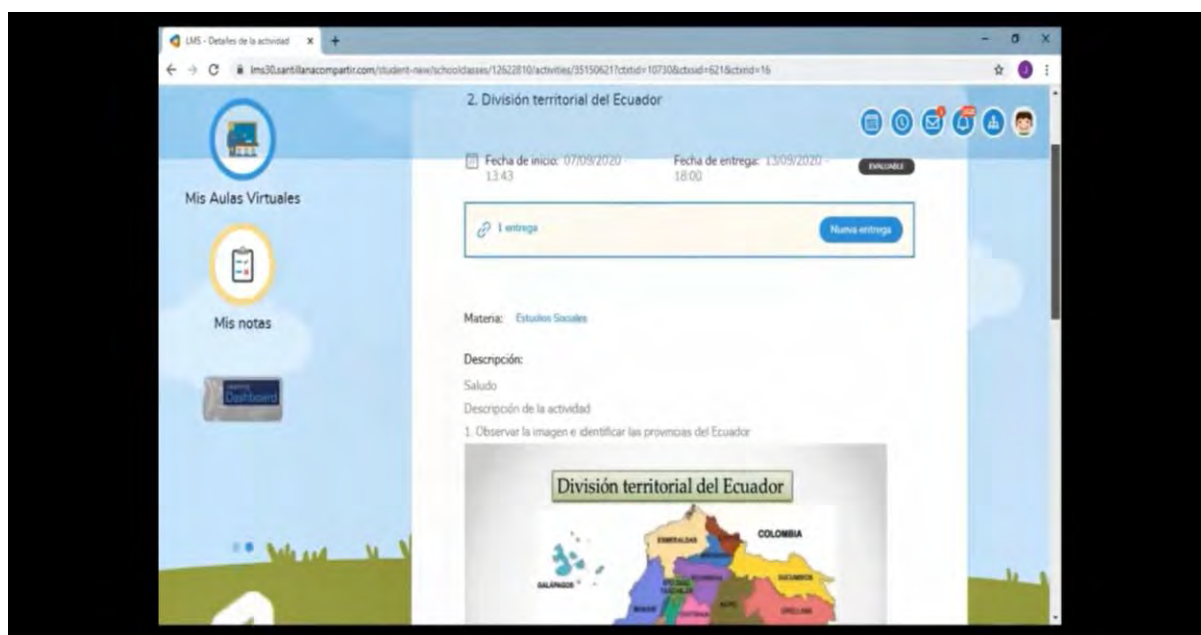 LMS - Detalles de la actividad
lms30.santillanacompartir.com/student-new/schoolclasses/12622810/activities/35150621?ctxtid=10730&ctxsid=621&ctxnid=16
2. División territorial del Ecuador
Fecha de inicio: 07/09/2020 -
13:43
Fecha de entrega: 13/09/2020 -
18:00
EVALUABLE
Mis Aulas Virtuales
1 entrega
Nueva entrega
Mis notas
Materia: Estudios Sociales
Descripción:
Saludo
Dashboard
Descripción de la actividad
1. Observar la imagen e identificar las provincias del Ecuador
División territorial del Ecuador
COLOMBIA
ESMERALDAS
GALÁPAGOS
SUCUMBIOS
MANABI
NAPO
ORELLANA